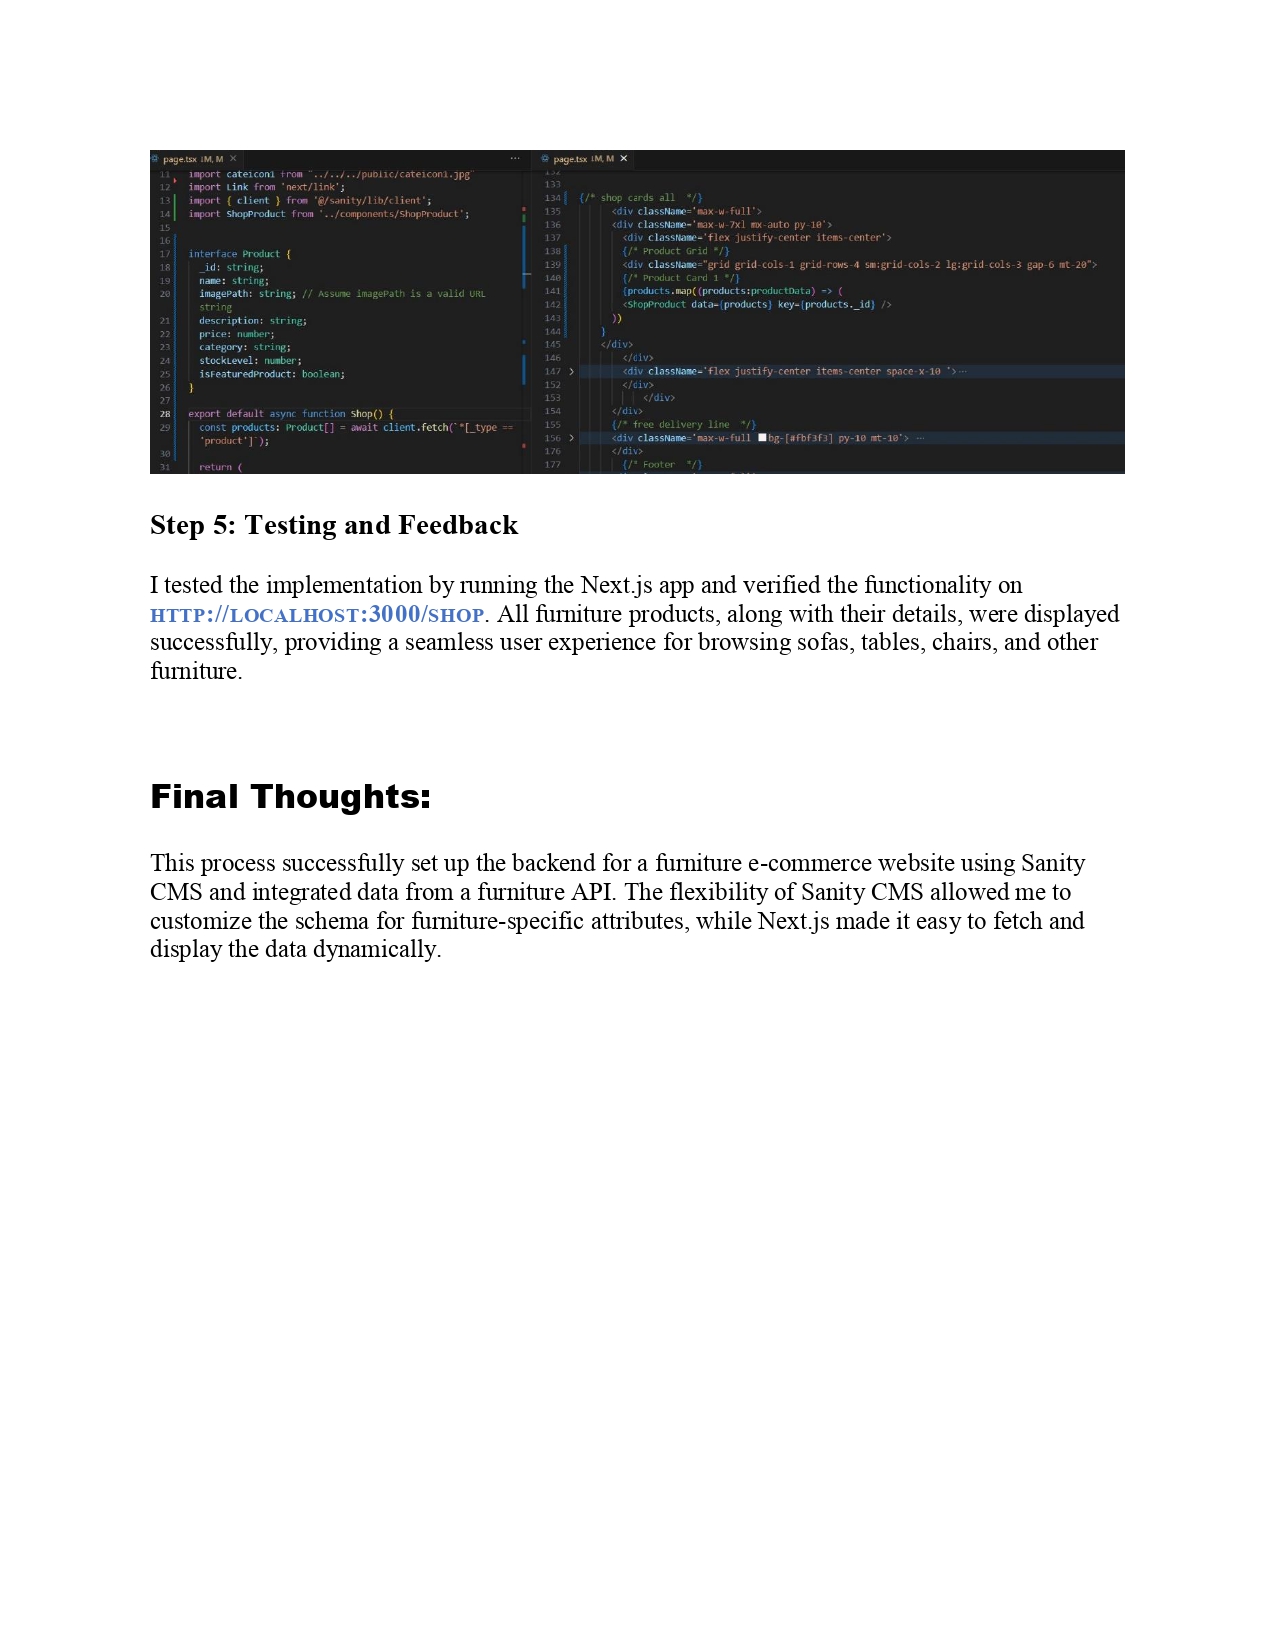 page.tsx ↓M, M ×
11 import cateicon1 from "../../../public/cateicon1.jpg"
12 import Link from 'next/link';
13 import { client } from '@/sanity/lib/client';
14 import ShopProduct from '../components/ShopProduct';
15
16
17 interface Product {
18 _id: string;
19 name: string;
20 imagePath: string; // Assume imagePath is a valid URL
string
21 description: string;
22 price: number;
23 category: string;
24 stockLevel: number;
25 isFeaturedProduct: boolean;
26 }
27
28 export default async function Shop() {
29 const products: Product[] = await client.fetch(`*[_type ==
'product']`);
30
31 return (
page.tsx ↓M, M ×
132
133
134 {/* shop cards all */}
135 <div className='max-w-full'>
136 <div className='max-w-7xl mx-auto py-10'>
137 <div className='flex justify-center items-center'>
138 {/* Product Grid */}
139 <div className="grid grid-cols-1 grid-rows-4 sm:grid-cols-2 lg:grid-cols-3 gap-6 mt-20">
140 {/* Product Card 1 */}
141 {products.map((products:productData) => (
142 <ShopProduct data={products} key={products._id} />
143 ))
144 }
145 </div>
146 </div>
147 <div className='flex justify-center items-center space-x-10 '>…
152 </div>
153 </div>
154 </div>
155 {/* free delivery line */}
156 <div className='max-w-full bg-[#fbf3f3] py-10 mt-10'> …
176 </div>
177 {/* Footer */}
Step 5: Testing and Feedback
I tested the implementation by running the Next.js app and verified the functionality on
HTTP://LOCALHOST:3000/SHOP. All furniture products, along with their details, were displayed
successfully, providing a seamless user experience for browsing sofas, tables, chairs, and other
furniture.
Final Thoughts:
This process successfully set up the backend for a furniture e-commerce website using Sanity
CMS and integrated data from a furniture API. The flexibility of Sanity CMS allowed me to
customize the schema for furniture-specific attributes, while Next.js made it easy to fetch and
display the data dynamically.